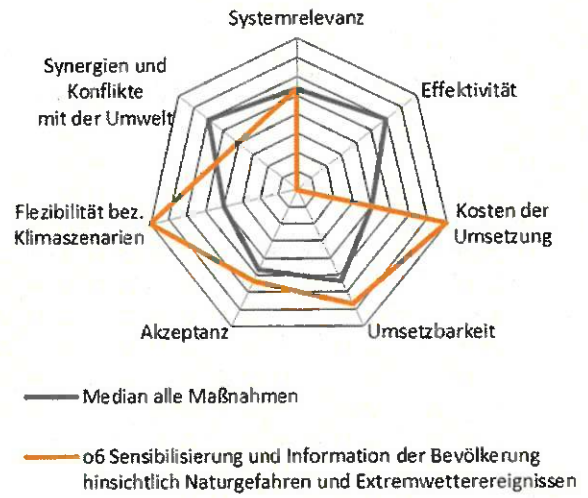 Systemrelevanz
Synergien und
Konflikte
mit der Umwelt
Effektivität
Flezibilität bez.
Klimaszenarien
Kosten der
Umsetzung
Akzeptanz
Umsetzbarkeit
Median alle Maßnahmen
o6 Sensibilisierung und Information der Bevölkerung
hinsichtlich Naturgefahren und Extremwetterereignissen